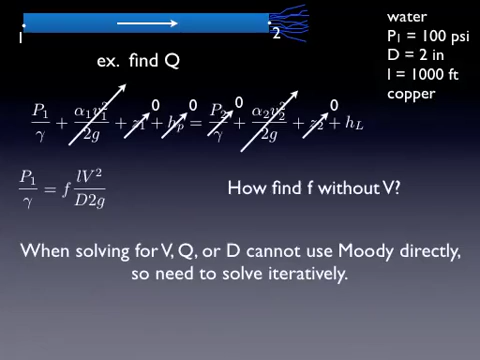 1
2
water
P₁ = 100 psi
D = 2 in
l = 1000 ft
copper
ex. find Q
0 0 0 0
P₁/γ + α₁v₁²/2g + z₁ + hₚ = P₂/γ + α₂v₂²/2g + z₂ + h_L
P₁/γ = f lV²/D2g
How find f without V?
When solving for V, Q, or D cannot use Moody directly,
so need to solve iteratively.